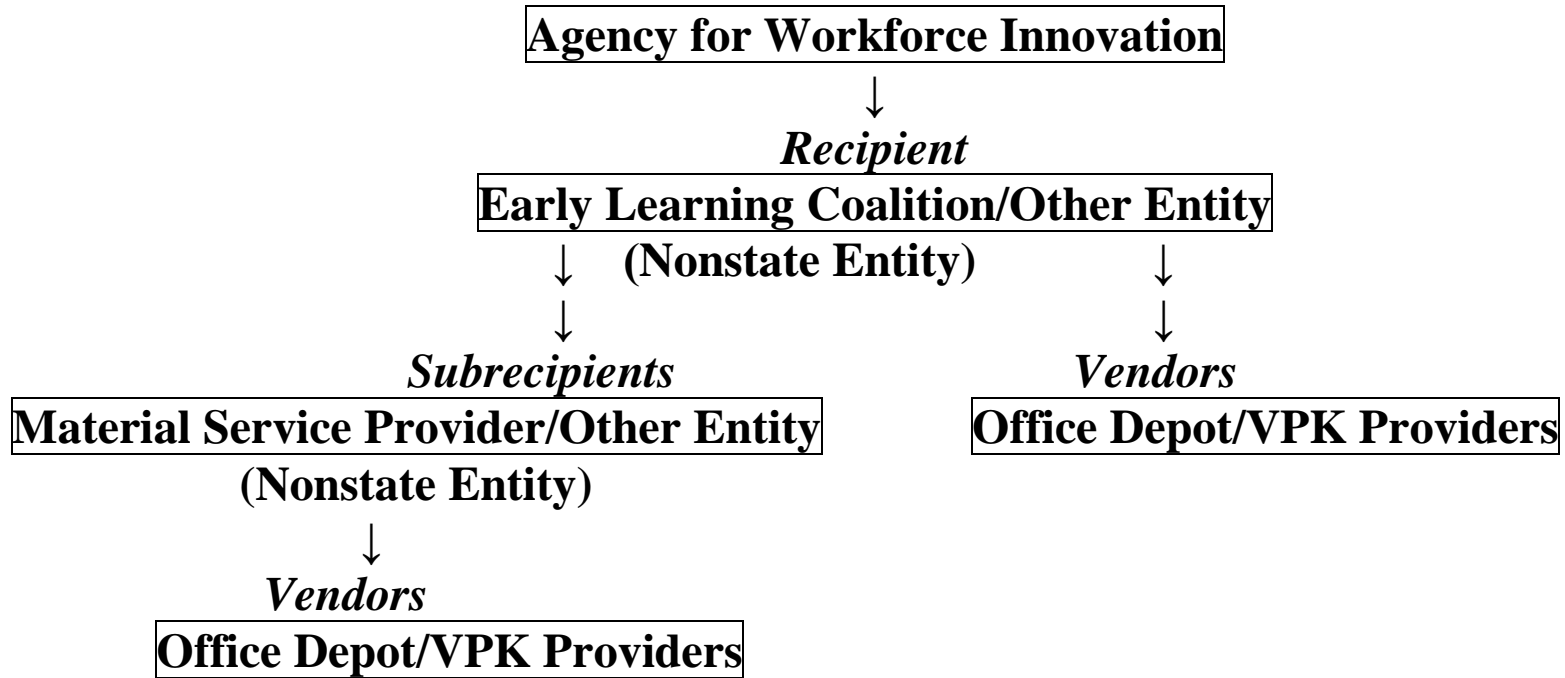 Agency for Workforce Innovation
↓
Recipient
Early Learning Coalition/Other Entity
↓ (Nonstate Entity) ↓
↓ ↓
Subrecipients Vendors
Material Service Provider/Other Entity Office Depot/VPK Providers
(Nonstate Entity)
↓
Vendors
Office Depot/VPK Providers